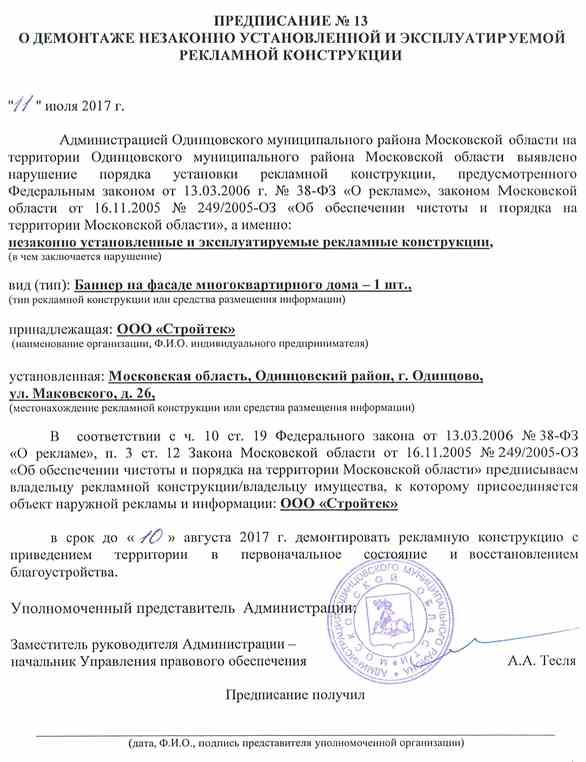 ПРЕДПИСАНИЕ № 13
О ДЕМОНТАЖЕ НЕЗАКОННО УСТАНОВЛЕННОЙ И ЭКСПЛУАТИРУЕМОЙ
РЕКЛАМНОЙ КОНСТРУКЦИИ
"11" июля 2017 г.
Администрацией Одинцовского муниципального района Московской области на
территории Одинцовского муниципального района Московской области выявлено
нарушение порядка установки рекламной конструкции, предусмотренного
Федеральным законом от 13.03.2006 г. № 38-ФЗ «О рекламе», законом Московской
области от 16.11.2005 № 249/2005-ОЗ «Об обеспечении чистоты и порядка на
территории Московской области», а именно:
незаконно установленные и эксплуатируемые рекламные конструкции,
(в чем заключается нарушение)
вид (тип): Баннер на фасаде многоквартирного дома – 1 шт.,
(тип рекламной конструкции или средства размещения информации)
принадлежащая: ООО «Стройтек»
(наименование организации, Ф.И.О. индивидуального предпринимателя)
установленная: Московская область, Одинцовский район, г. Одинцово,
ул. Маковского, д. 26,
(местонахождение рекламной конструкции или средства размещения информации)
В соответствии с ч. 10 ст. 19 Федерального закона от 13.03.2006 № 38-ФЗ
«О рекламе», п. 3 ст. 12 Закона Московской области от 16.11.2005 № 249/2005-ОЗ
«Об обеспечении чистоты и порядка на территории Московской области» предписываем
владельцу рекламной конструкции/владельцу имущества, к которому присоединяется
объект наружной рекламы и информации: ООО «Стройтек»
в срок до «10» августа 2017 г. демонтировать рекламную конструкцию с
приведением территории в первоначальное состояние и восстановлением
благоустройства.
Уполномоченный представитель Администрации:
Заместитель руководителя Администрации –
начальник Управления правового обеспечения А.А. Тесля
Предписание получил
(дата, Ф.И.О., подпись представителя уполномоченной организации)